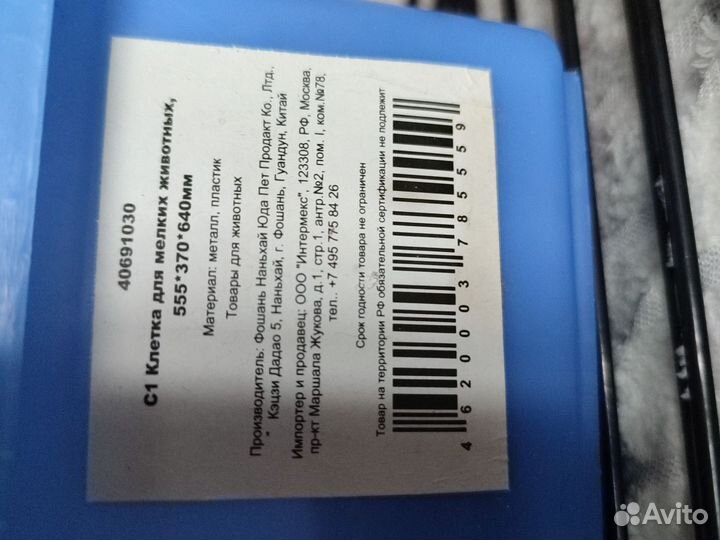 40691030
C1 Клетка для мелких животных,
555*370*640мм
Материал: металл, пластик
Товары для животных
Производитель: Фошань Наньхай Юда Пет Продакт Ко., Лтд.,
Кэцзи Дадао 5, Наньхай, г. Фошань, Гуандун, Китай
Импортер и продавец: ООО "Интермекс", 123308, РФ, Москва,
пр-кт Маршала Жукова, д.1, стр.1, антр.№2, пом. I, ком.№78,
тел.. +7 495 775 84 26
Срок годности товара не ограничен
Товар на территории РФ обязательной сертификации не подлежит
4620003785559
Avito